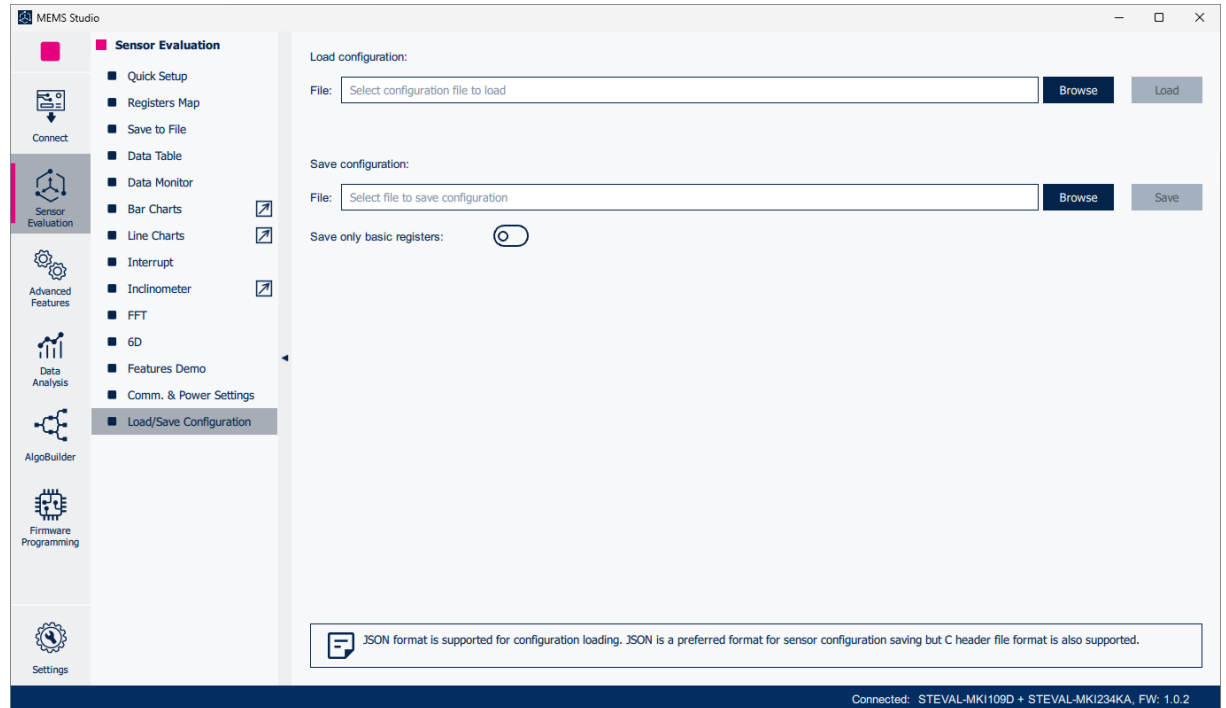 MEMS Studio
Connect
Sensor
Evaluation
Advanced
Features
Data
Analysis
AlgoBuilder
Firmware
Programming
Settings
Sensor Evaluation
Quick Setup
Registers Map
Save to File
Data Table
Data Monitor
Bar Charts
Line Charts
Interrupt
Inclinometer
FFT
6D
Features Demo
Comm. & Power Settings
Load/Save Configuration
Load configuration:
File: Select configuration file to load Browse Load
Save configuration:
File: Select file to save configuration Browse Save
Save only basic registers:
JSON format is supported for configuration loading. JSON is a preferred format for sensor configuration saving but C header file format is also supported.
Connected: STEVAL-MKI109D + STEVAL-MKI234KA, FW: 1.0.2